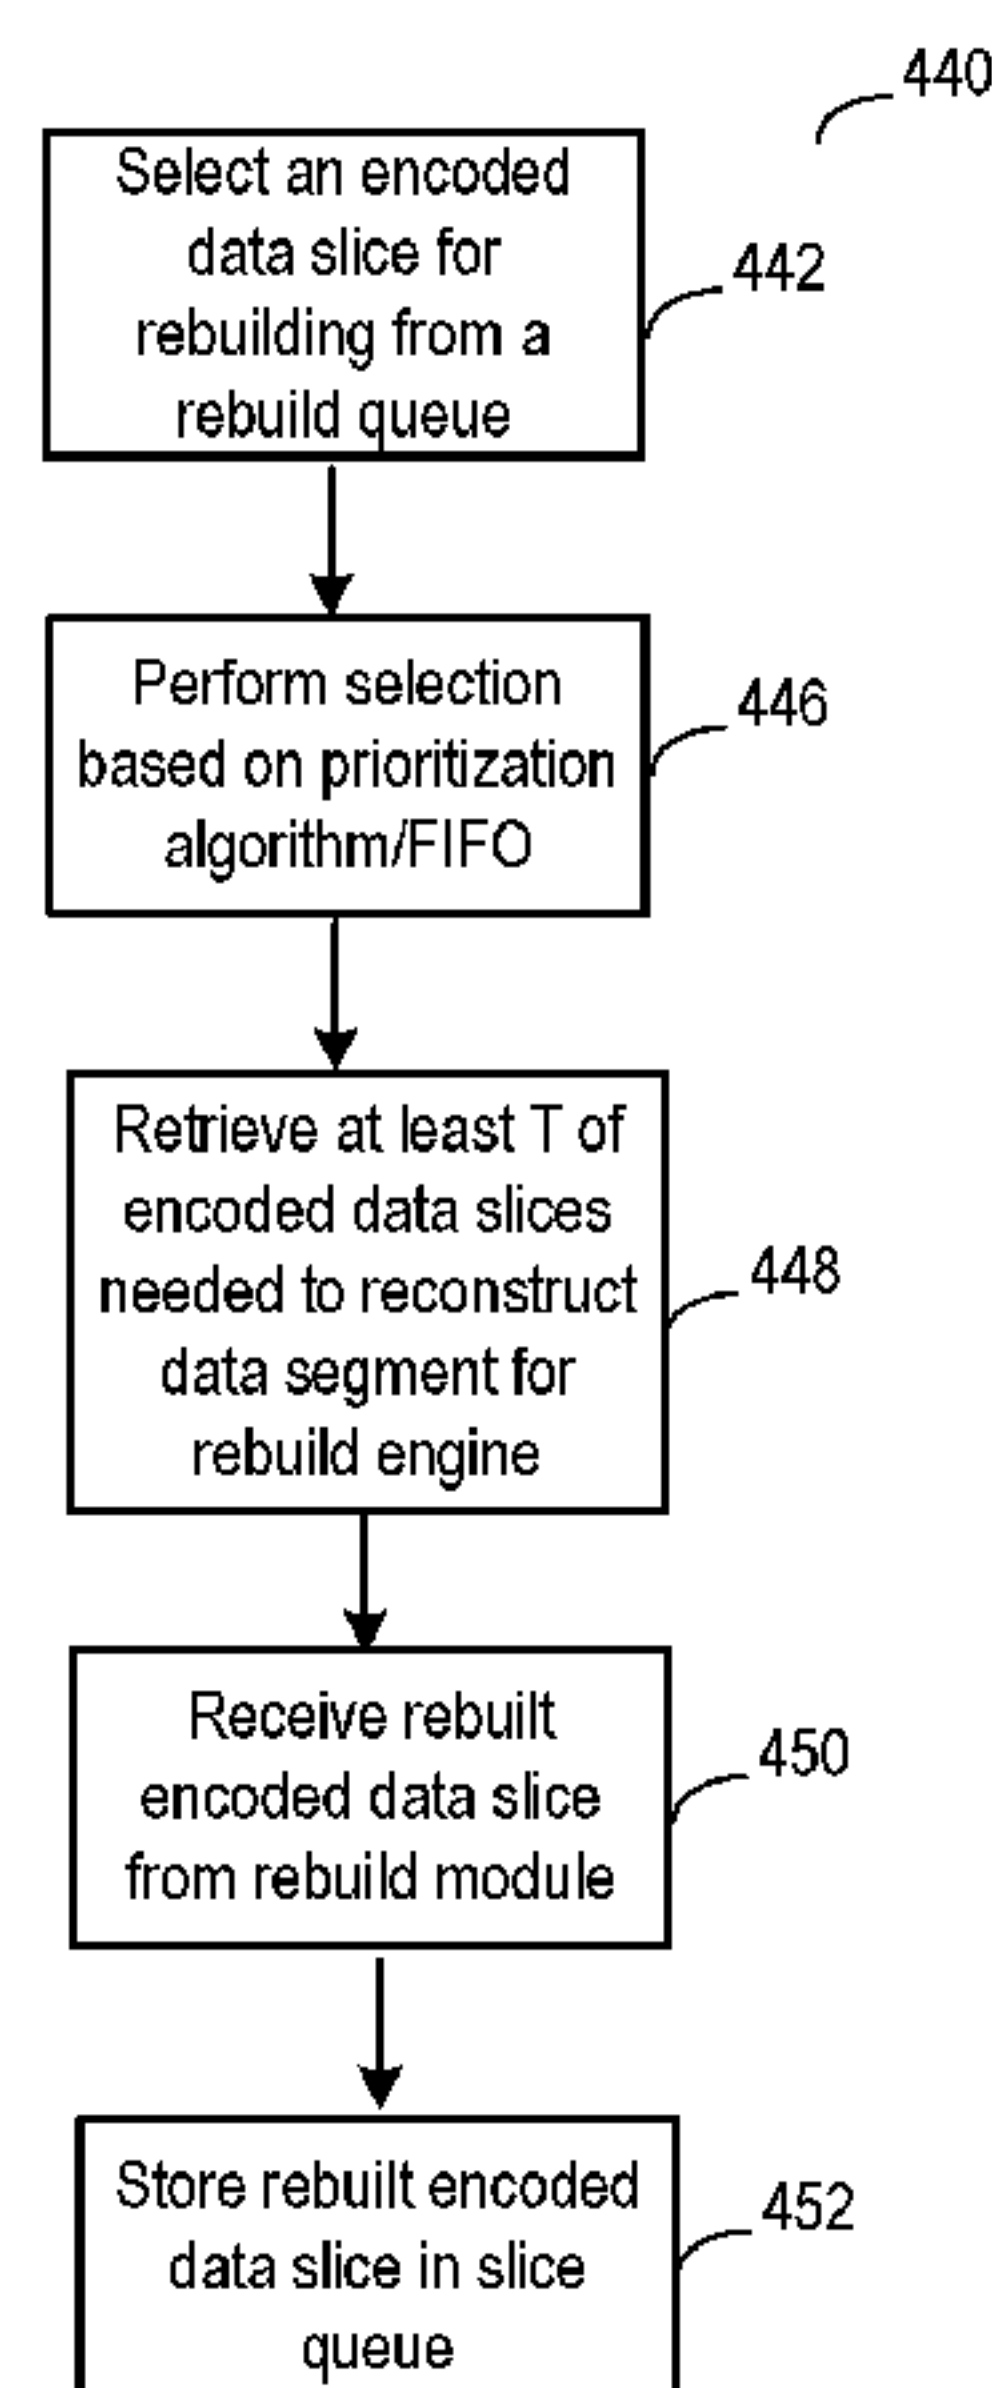 440
Select an encoded
data slice for
rebuilding from a
rebuild queue
442
Perform selection
based on prioritization
algorithm/FIFO
446
Retrieve at least T of
encoded data slices
needed to reconstruct
data segment for
rebuild engine
448
Receive rebuilt
encoded data slice
from rebuild module
450
Store rebuilt encoded
data slice in slice
queue
452